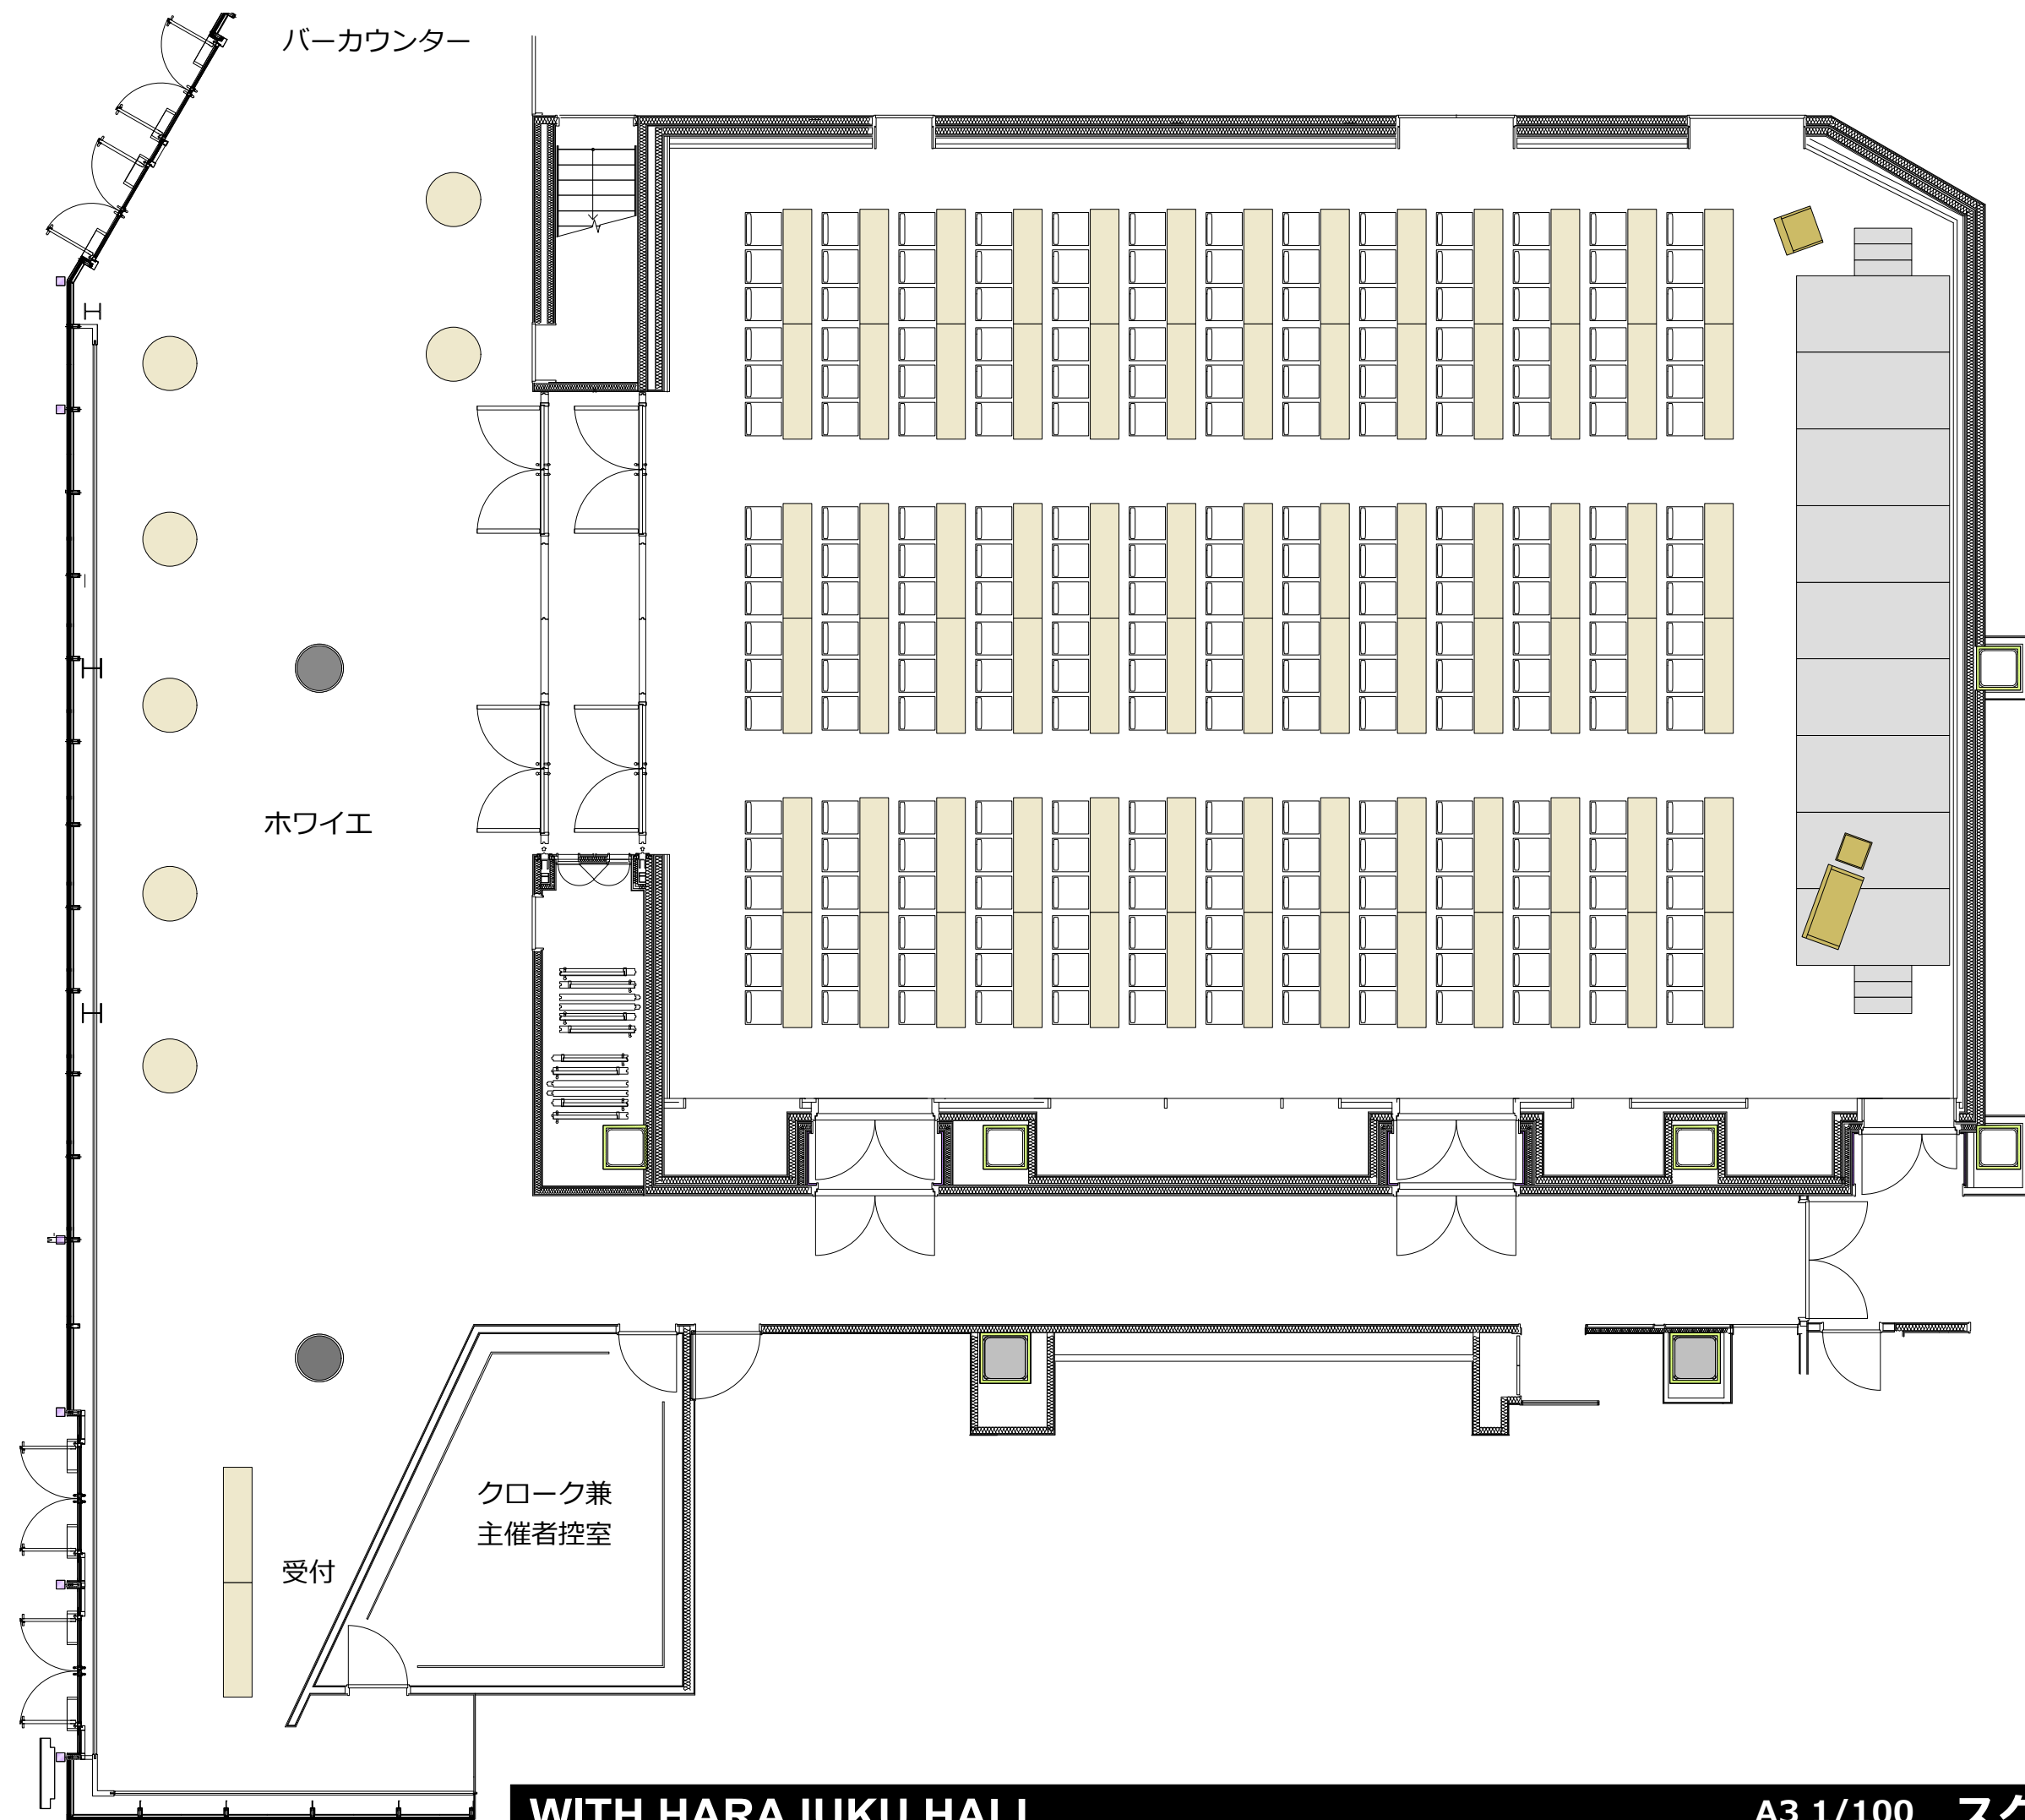 バーカウンター
ホワイエ
クローク兼
主催者控室
受付
WITH HARAJUKU HALL
A3 1/100